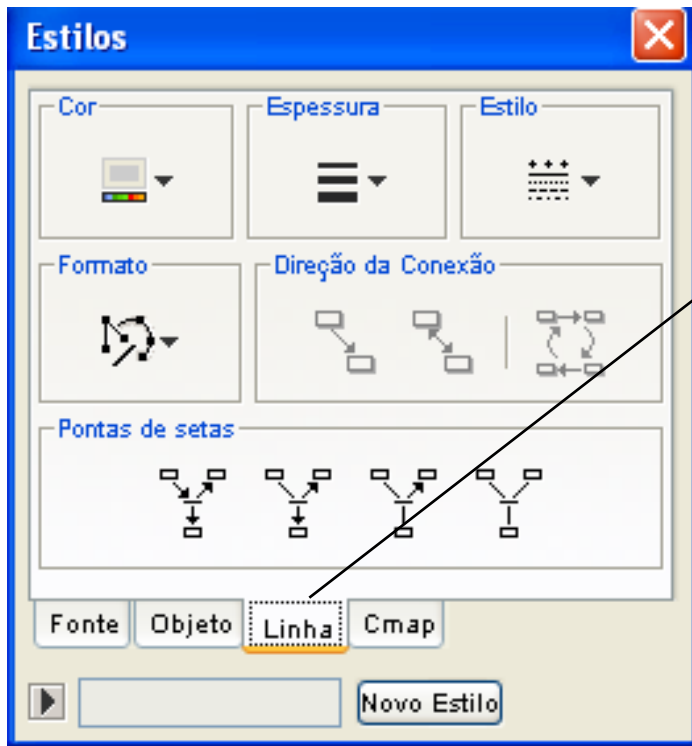 Estilos
Cor Espessura Estilo
Formato Direção da Conexão
Pontas de setas
Fonte Objeto Linha Cmap
Novo Estilo